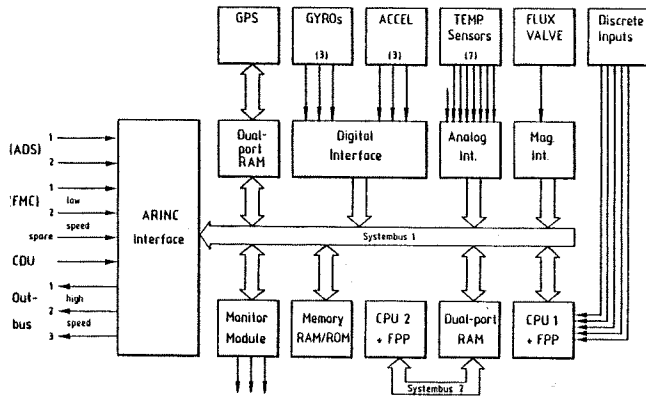 GPS
GYROs
(3)
ACCEL
(3)
TEMP
Sensors
(7)
FLUX
VALVE
Discrete
Inputs
Dual-
port
RAM
Digital
Interface
Analog
Int.
Mag.
Int.
(ADS)
1
2
(FMC)
1
low
2
speed
spare
CDU
Out-
bus
1
high
2
speed
3
ARINC
Interface
Systembus 1
Monitor
Module
Memory
RAM/ROM
CPU 2
+ FPP
Dual-port
RAM
CPU 1
+ FPP
Systembus 2